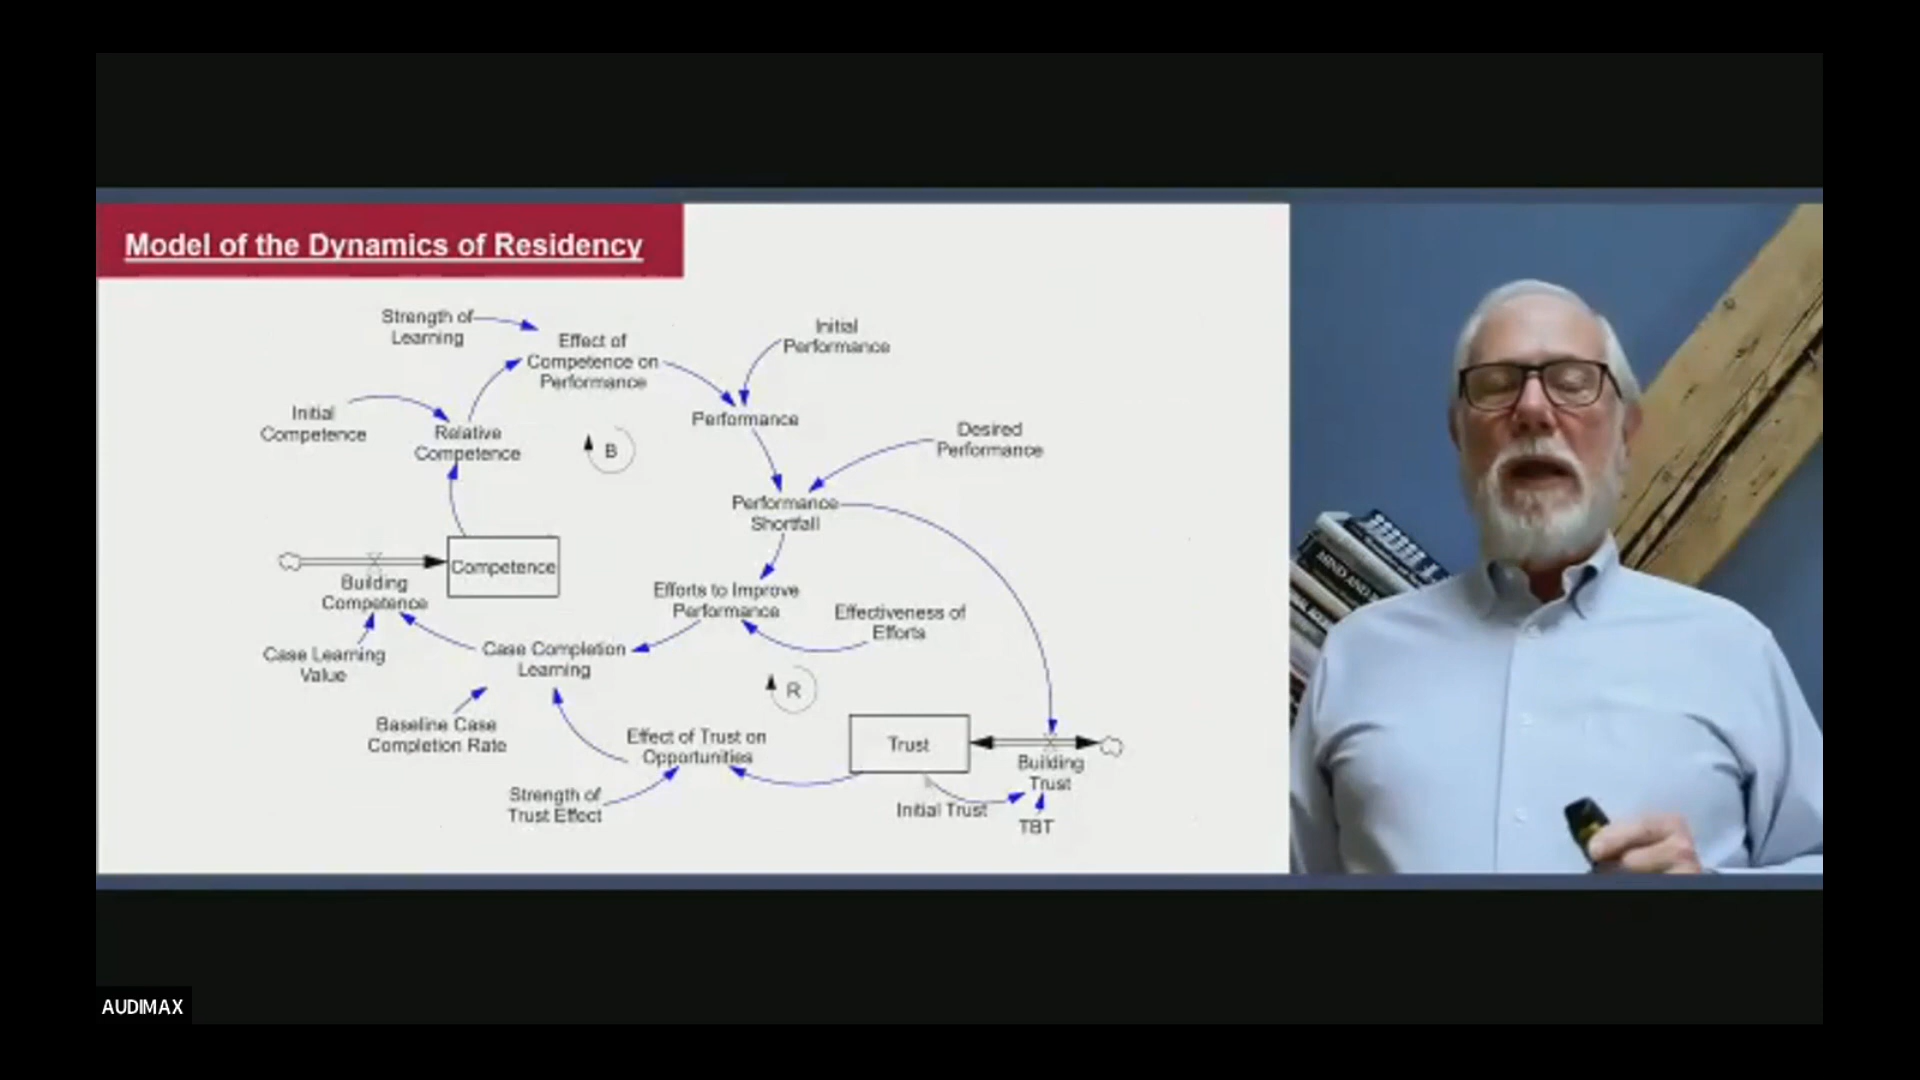 Model of the Dynamics of Residency
Strength of
Learning
Effect of
Competence on
Performance
Initial
Performance
Initial
Competence
Relative
Competence
B
Performance
Desired
Performance
Performance
Shortfall
Competence
Building
Competence
Efforts to Improve
Performance
Effectiveness of
Efforts
Case Learning
Value
Case Completion
Learning
R
Baseline Case
Completion Rate
Effect of Trust on
Opportunities
Trust
Building
Trust
Strength of
Trust Effect
Initial Trust
TBT
MIND AND
AUDIMAX